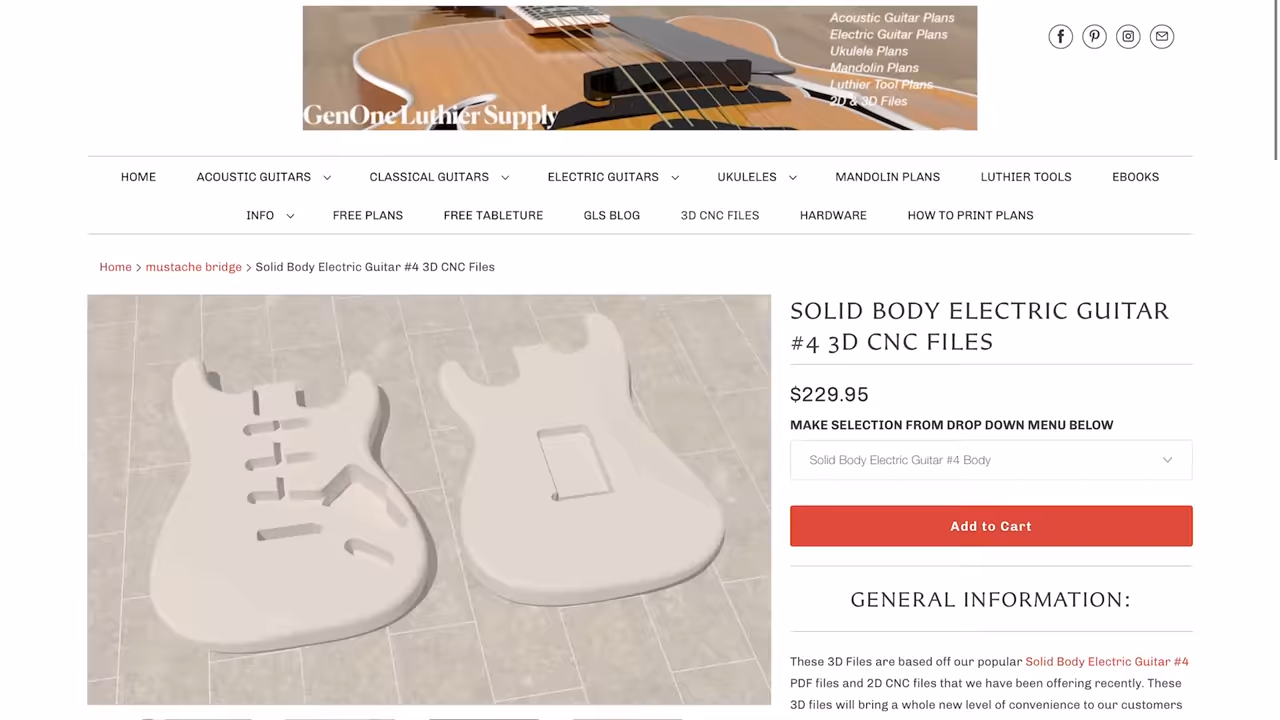 Acoustic Guitar Plans
Electric Guitar Plans
Ukulele Plans
Mandolin Plans
Luthier Tool Plans
2D & 3D Files
GenOne Luthier Supply
HOME ACOUSTIC GUITARS CLASSICAL GUITARS ELECTRIC GUITARS UKULELES MANDOLIN PLANS LUTHIER TOOLS EBOOKS
INFO FREE PLANS FREE TABLETURE GLS BLOG 3D CNC FILES HARDWARE HOW TO PRINT PLANS
Home > mustache bridge > Solid Body Electric Guitar #4 3D CNC Files
SOLID BODY ELECTRIC GUITAR
#4 3D CNC FILES
$229.95
MAKE SELECTION FROM DROP DOWN MENU BELOW
Solid Body Electric Guitar #4 Body
Add to Cart
GENERAL INFORMATION:
These 3D Files are based off our popular Solid Body Electric Guitar #4
PDF files and 2D CNC files that we have been offering recently. These
3D files will bring a whole new level of convenience to our customers